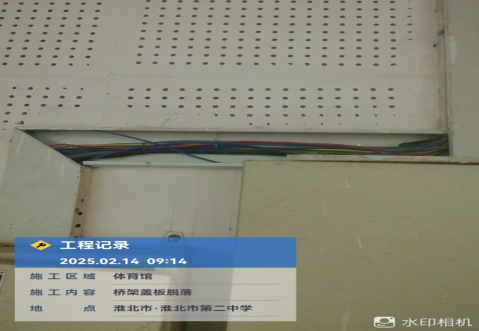 工程记录
2025.02.14 09:14
施工区域 体育馆
施工内容 桥架盖板脱落
地点 淮北市·淮北市第二中学
水印相机